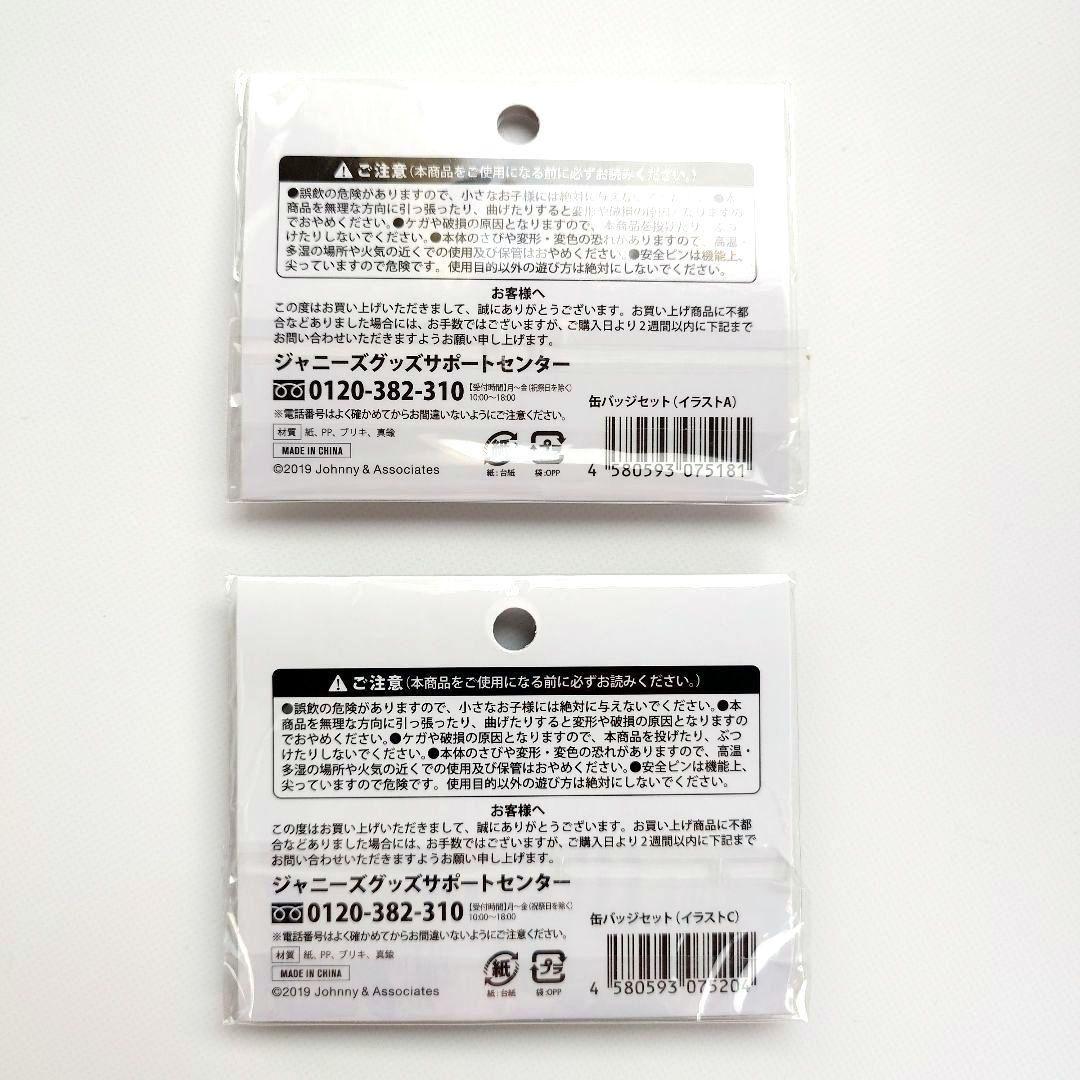 ⚠ご注意(本商品をご使用になる前に必ずお読みください。)
●誤飲の危険がありますので、小さなお子様には絶対に与えない ●本
商品を無理な方向に引っ張ったり、曲げたりすると変形や破損の原因となりますの
でおやめください。●ケガや破損の原因となりますので、本商品を投げたり、ぶつ
けたりしないでください。●本体のさびや変形・変色の恐れがありますので、高温・
多湿の場所や火気の近くでの使用及び保管はおやめください。●安全ピンは機能上、
尖っていますので危険です。使用目的以外の遊び方は絶対にしないでください。
お客様へ
この度はお買い上げいただきまして、誠にありがとうございます。お買い上げ商品に不都
合などありました場合には、お手数ではございますが、ご購入日より2週間以内に下記まで
お問い合わせいただきますようお願い申し上げます。
ジャニーズグッズサポートセンター
0120-382-310 【受付時間】月〜金(祝祭日を除く)
10:00〜18:00
※電話番号はよく確かめてからお間違いないようにご注意ください。
缶バッジセット(イラストA)
材質 紙、PP、ブリキ、真鍮
MADE IN CHINA
©2019 Johnny & Associates
紙
紙:台紙
プラ
袋:OPP
4 580593 075181
⚠ご注意(本商品をご使用になる前に必ずお読みください。)
●誤飲の危険がありますので、小さなお子様には絶対に与えないでください。●本
商品を無理な方向に引っ張ったり、曲げたりすると変形や破損の原因となりますの
でおやめください。●ケガや破損の原因となりますので、本商品を投げたり、ぶつ
けたりしないでください。●本体のさびや変形・変色の恐れがありますので、高温・
多湿の場所や火気の近くでの使用及び保管はおやめください。●安全ピンは機能上、
尖っていますので危険です。使用目的以外の遊び方は絶対にしないでください。
お客様へ
この度はお買い上げいただきまして、誠にありがとうございます。お買い上げ商品に不都
合などありました場合には、お手数ではございますが、ご購入日より2週間以内に下記まで
お問い合わせいただきますようお願い申し上げます。
ジャニーズグッズサポートセンター
0120-382-310 【受付時間】月〜金(祝祭日を除く)
10:00〜18:00
※電話番号はよく確かめてからお間違いないようにご注意ください。
缶バッジセット(イラストC)
材質 紙、PP、ブリキ、真鍮
MADE IN CHINA
©2019 Johnny & Associates
紙
紙:台紙
プラ
袋:OPP
4 580593 075204